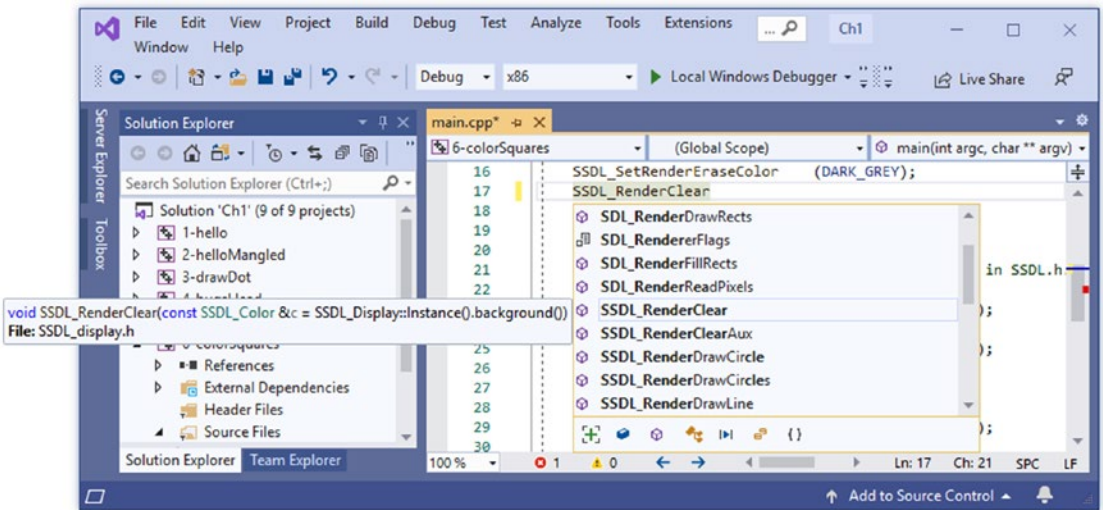 File Edit View Project Build Debug Test Analyze Tools Extensions ... Ch1
Window Help
Debug x86 Local Windows Debugger Live Share
Server Explorer
Toolbox
Solution Explorer
Search Solution Explorer (Ctrl+;)
Solution 'Ch1' (9 of 9 projects)
1-hello
2-helloMangled
3-drawDot
void SSDL_RenderClear(const SSDL_Color &c = SSDL_Display::Instance().background())
File: SSDL_display.h
References
External Dependencies
Header Files
Source Files
Solution Explorer Team Explorer
main.cpp*
6-colorSquares (Global Scope) main(int argc, char ** argv)
16 SSDL_SetRenderEraseColor (DARK_GREY);
17 SSDL_RenderClear
18 SDL_RenderDrawRects
19 SDL_RendererFlags
20 SDL_RenderFillRects
21 in SSDL.h
22 SDL_RenderReadPixels
SSDL_RenderClear );
SSDL_RenderClearAux
25 SSDL_RenderDrawCircle );
26 SSDL_RenderDrawCircles
27
28 SSDL_RenderDrawLine
29 { } );
30
100 % 1 0 Ln: 17 Ch: 21 SPC LF
Add to Source Control